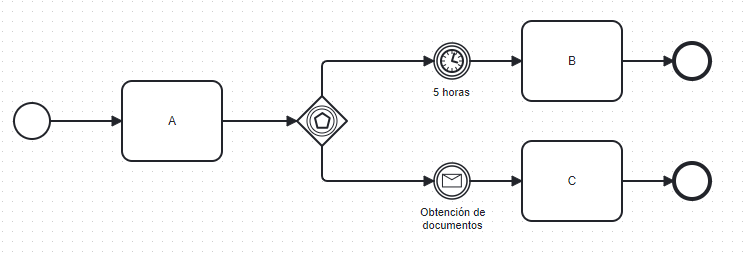 A
5 horas
B
Obtención de
documentos
C